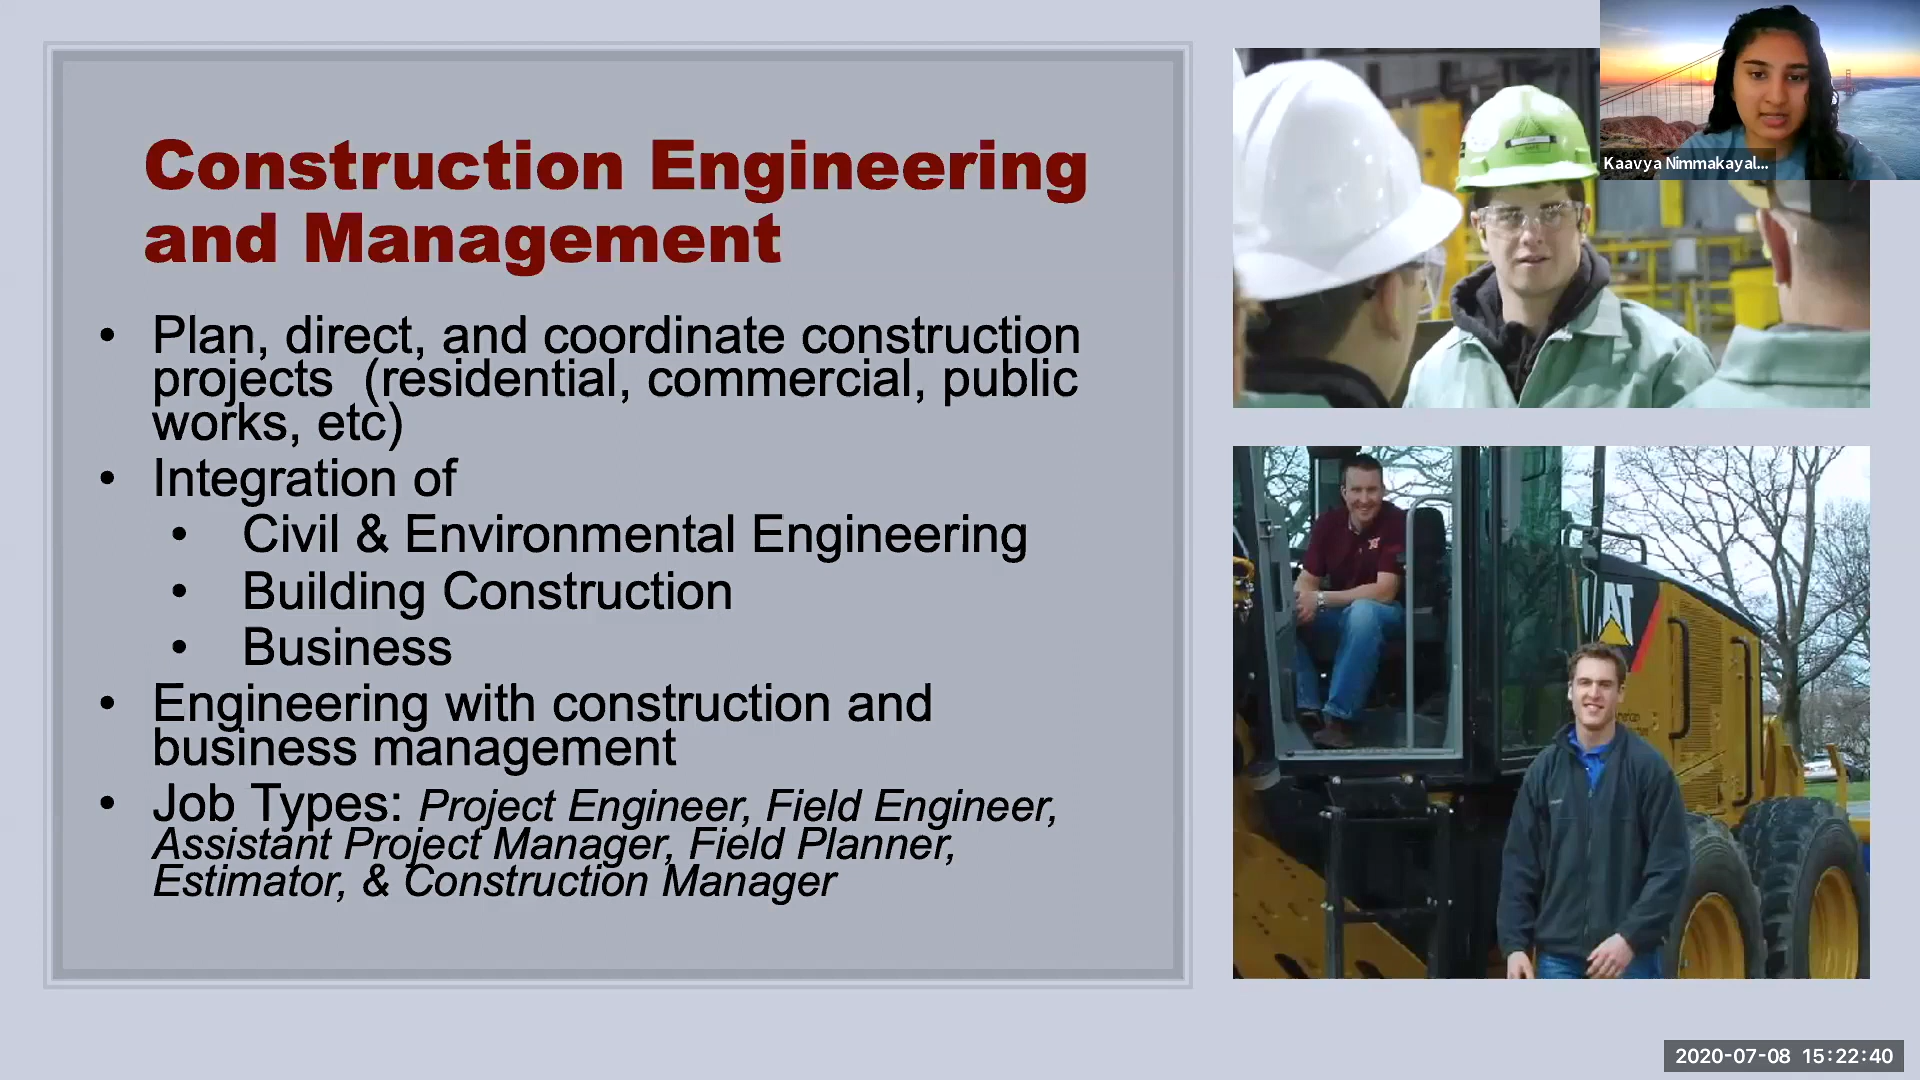 Construction Engineering
and Management
• Plan, direct, and coordinate construction
projects (residential, commercial, public
works, etc)
• Integration of
• Civil & Environmental Engineering
• Building Construction
• Business
• Engineering with construction and
business management
• Job Types: Project Engineer, Field Engineer,
Assistant Project Manager, Field Planner,
Estimator, & Construction Manager
Kaavya Nimmakayal...
CAT
2020-07-08 15:22:40